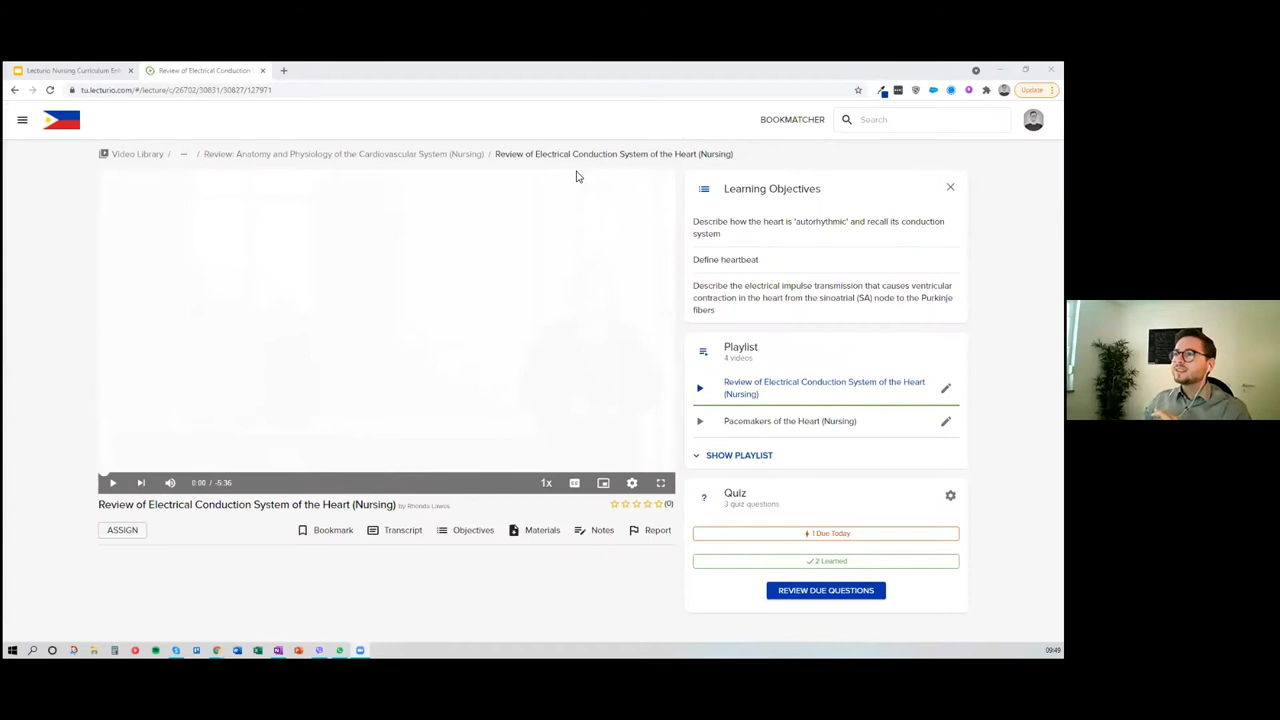 Lecturio Nursing Curriculum Enh
Review of Electrical Conduction
tu.lecturio.com/#/lecture/c/26702/30831/30827/127971
Update
BOOKMATCHER
Search
Video Library / ··· / Review: Anatomy and Physiology of the Cardiovascular System (Nursing) / Review of Electrical Conduction System of the Heart (Nursing)
Learning Objectives
Describe how the heart is 'autorhythmic' and recall its conduction
system
Define heartbeat
Describe the electrical impulse transmission that causes ventricular
contraction in the heart from the sinoatrial (SA) node to the Purkinje
fibers
Playlist
4 videos
Review of Electrical Conduction System of the Heart
(Nursing)
Pacemakers of the Heart (Nursing)
SHOW PLAYLIST
0:00 / -5:36
1x
CC
Review of Electrical Conduction System of the Heart (Nursing) by Rhonda Lawes
(0)
ASSIGN
Bookmark
Transcript
Objectives
Materials
Notes
Report
Quiz
3 quiz questions
1 Due Today
2 Learned
REVIEW DUE QUESTIONS
09:49